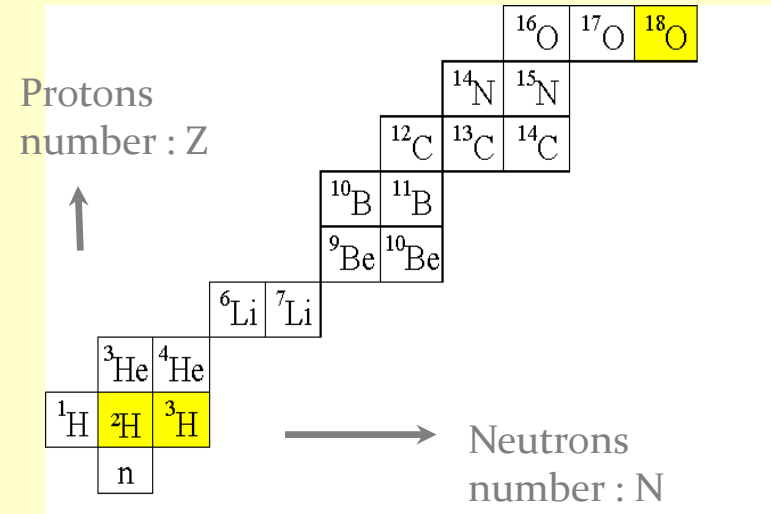 ¹⁶O ¹⁷O ¹⁸O
Protons
number : Z
¹⁴N ¹⁵N
¹²C ¹³C ¹⁴C
¹⁰B ¹¹B
⁹Be ¹⁰Be
⁶Li ⁷Li
³He ⁴He
¹H ²H ³H
Neutrons
number : N
n